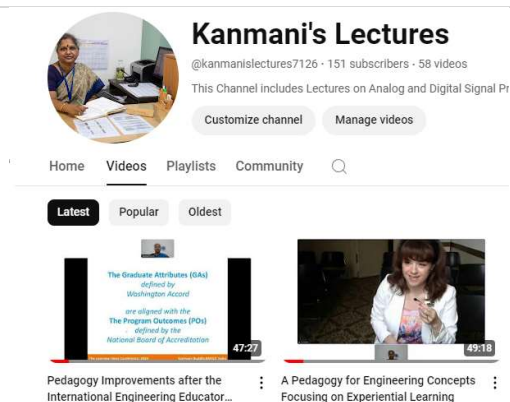 Kanmani's Lectures
@kanmanislectures7126 · 151 subscribers · 58 videos
This Channel includes Lectures on Analog and Digital Signal Pr
Customize channel Manage videos
Home Videos Playlists Community
Latest Popular Oldest
The Graduate Attributes (GAs)
defined by
Washington Accord
are aligned with the
The Program Outcomes (POs)
defined by the
National Board of Accreditation
47:27
49:18
Pedagogy Improvements after the
International Engineering Educator...
A Pedagogy for Engineering Concepts
Focusing on Experiential Learning